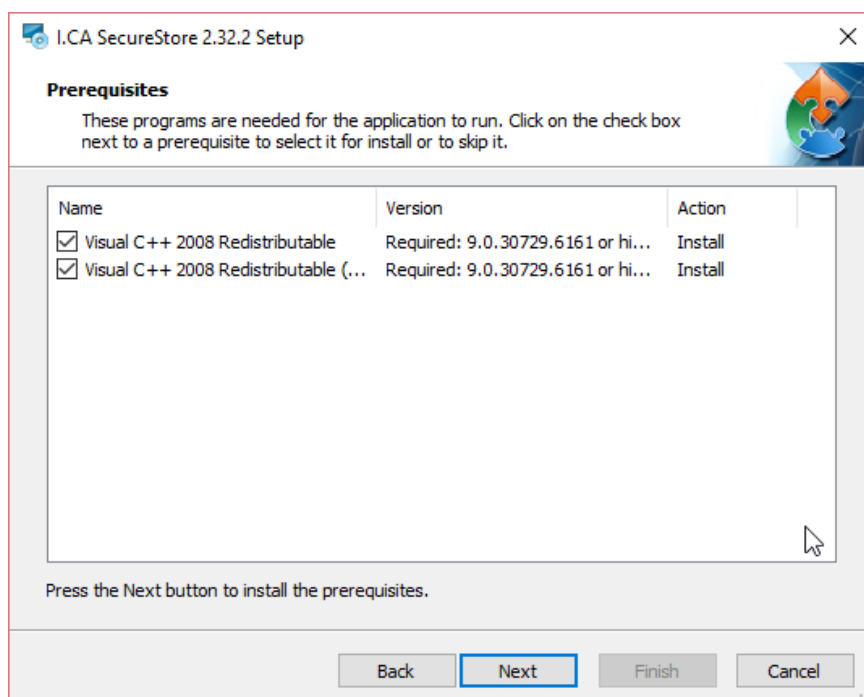 I.CA SecureStore 2.32.2 Setup
Prerequisites
These programs are needed for the application to run. Click on the check box
next to a prerequisite to select it for install or to skip it.
Name Version Action
Visual C++ 2008 Redistributable Required: 9.0.30729.6161 or hi... Install
Visual C++ 2008 Redistributable (... Required: 9.0.30729.6161 or hi... Install
Press the Next button to install the prerequisites.
Back Next Finish Cancel